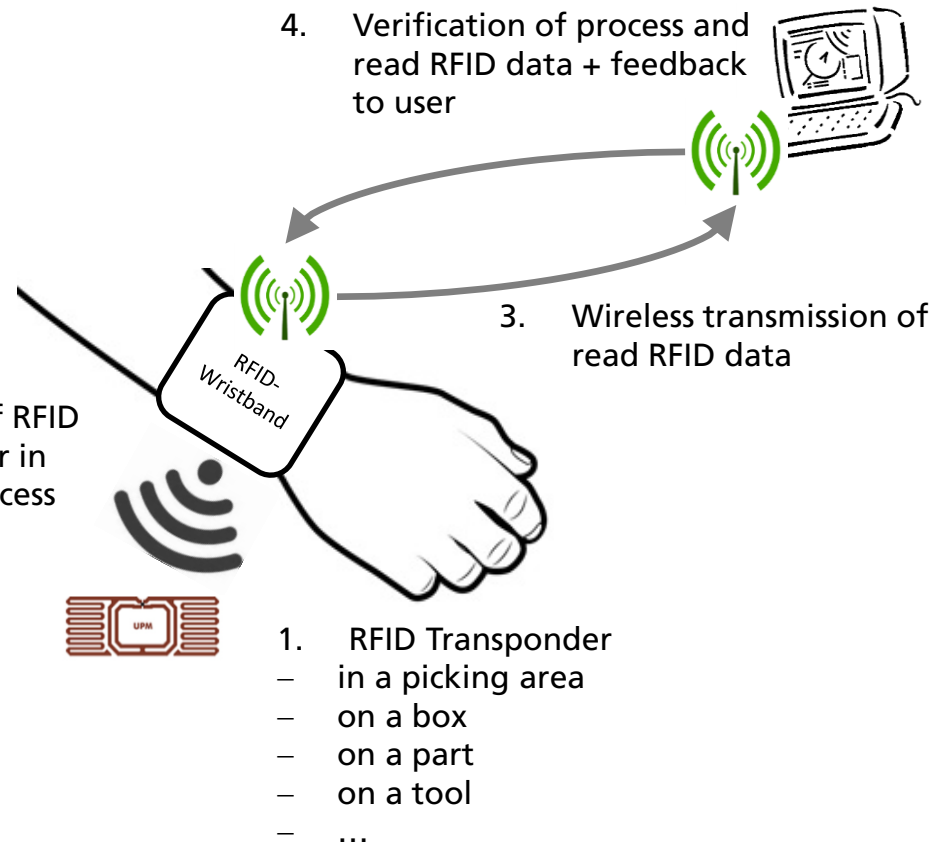 4. Verification of process and
read RFID data + feedback
to user
3. Wireless transmission of
read RFID data
RFID-
Wristband
RFID
r in
cess
UPM
1. RFID Transponder
– in a picking area
– on a box
– on a part
– on a tool
– ...